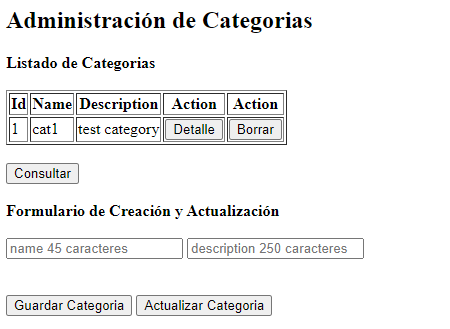 Administración de Categorias
Listado de Categorias
Id Name Description Action Action
1 cat1 test category Detalle Borrar
Consultar
Formulario de Creación y Actualización
name 45 caracteres description 250 caracteres
Guardar Categoria Actualizar Categoria